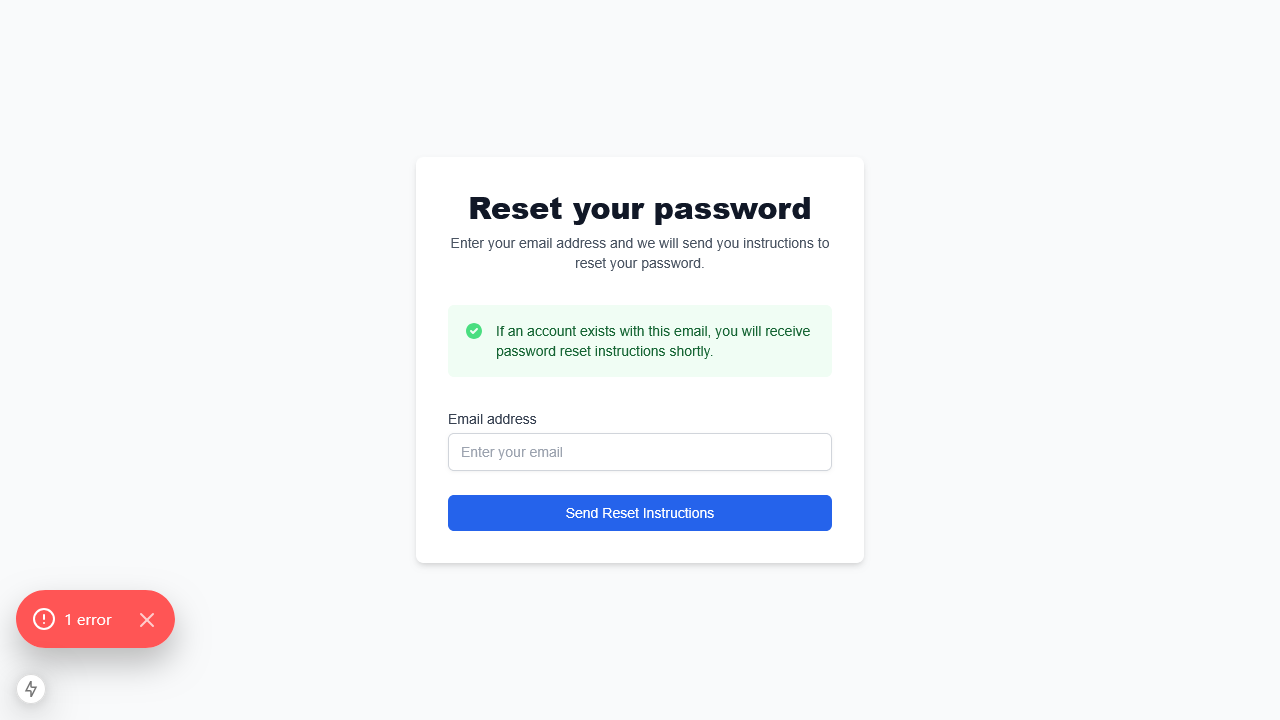 Reset your password
Enter your email address and we will send you instructions to
reset your password.
If an account exists with this email, you will receive
password reset instructions shortly.
Email address
Enter your email
Send Reset Instructions
1 error